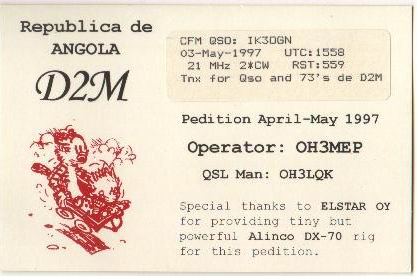 Republica de
ANGOLA
D2M
CFM QSO: IK3OGN
03-May-1997 UTC:1558
21 MHz 2*CW RST:559
Tnx for Qso and 73's de D2M
Pedition April-May 1997
Operator: OH3MEP
QSL Man: OH3LQK
Special thanks to ELSTAR OY
for providing tiny but
powerful Alinco DX-70 rig
for this pedition.